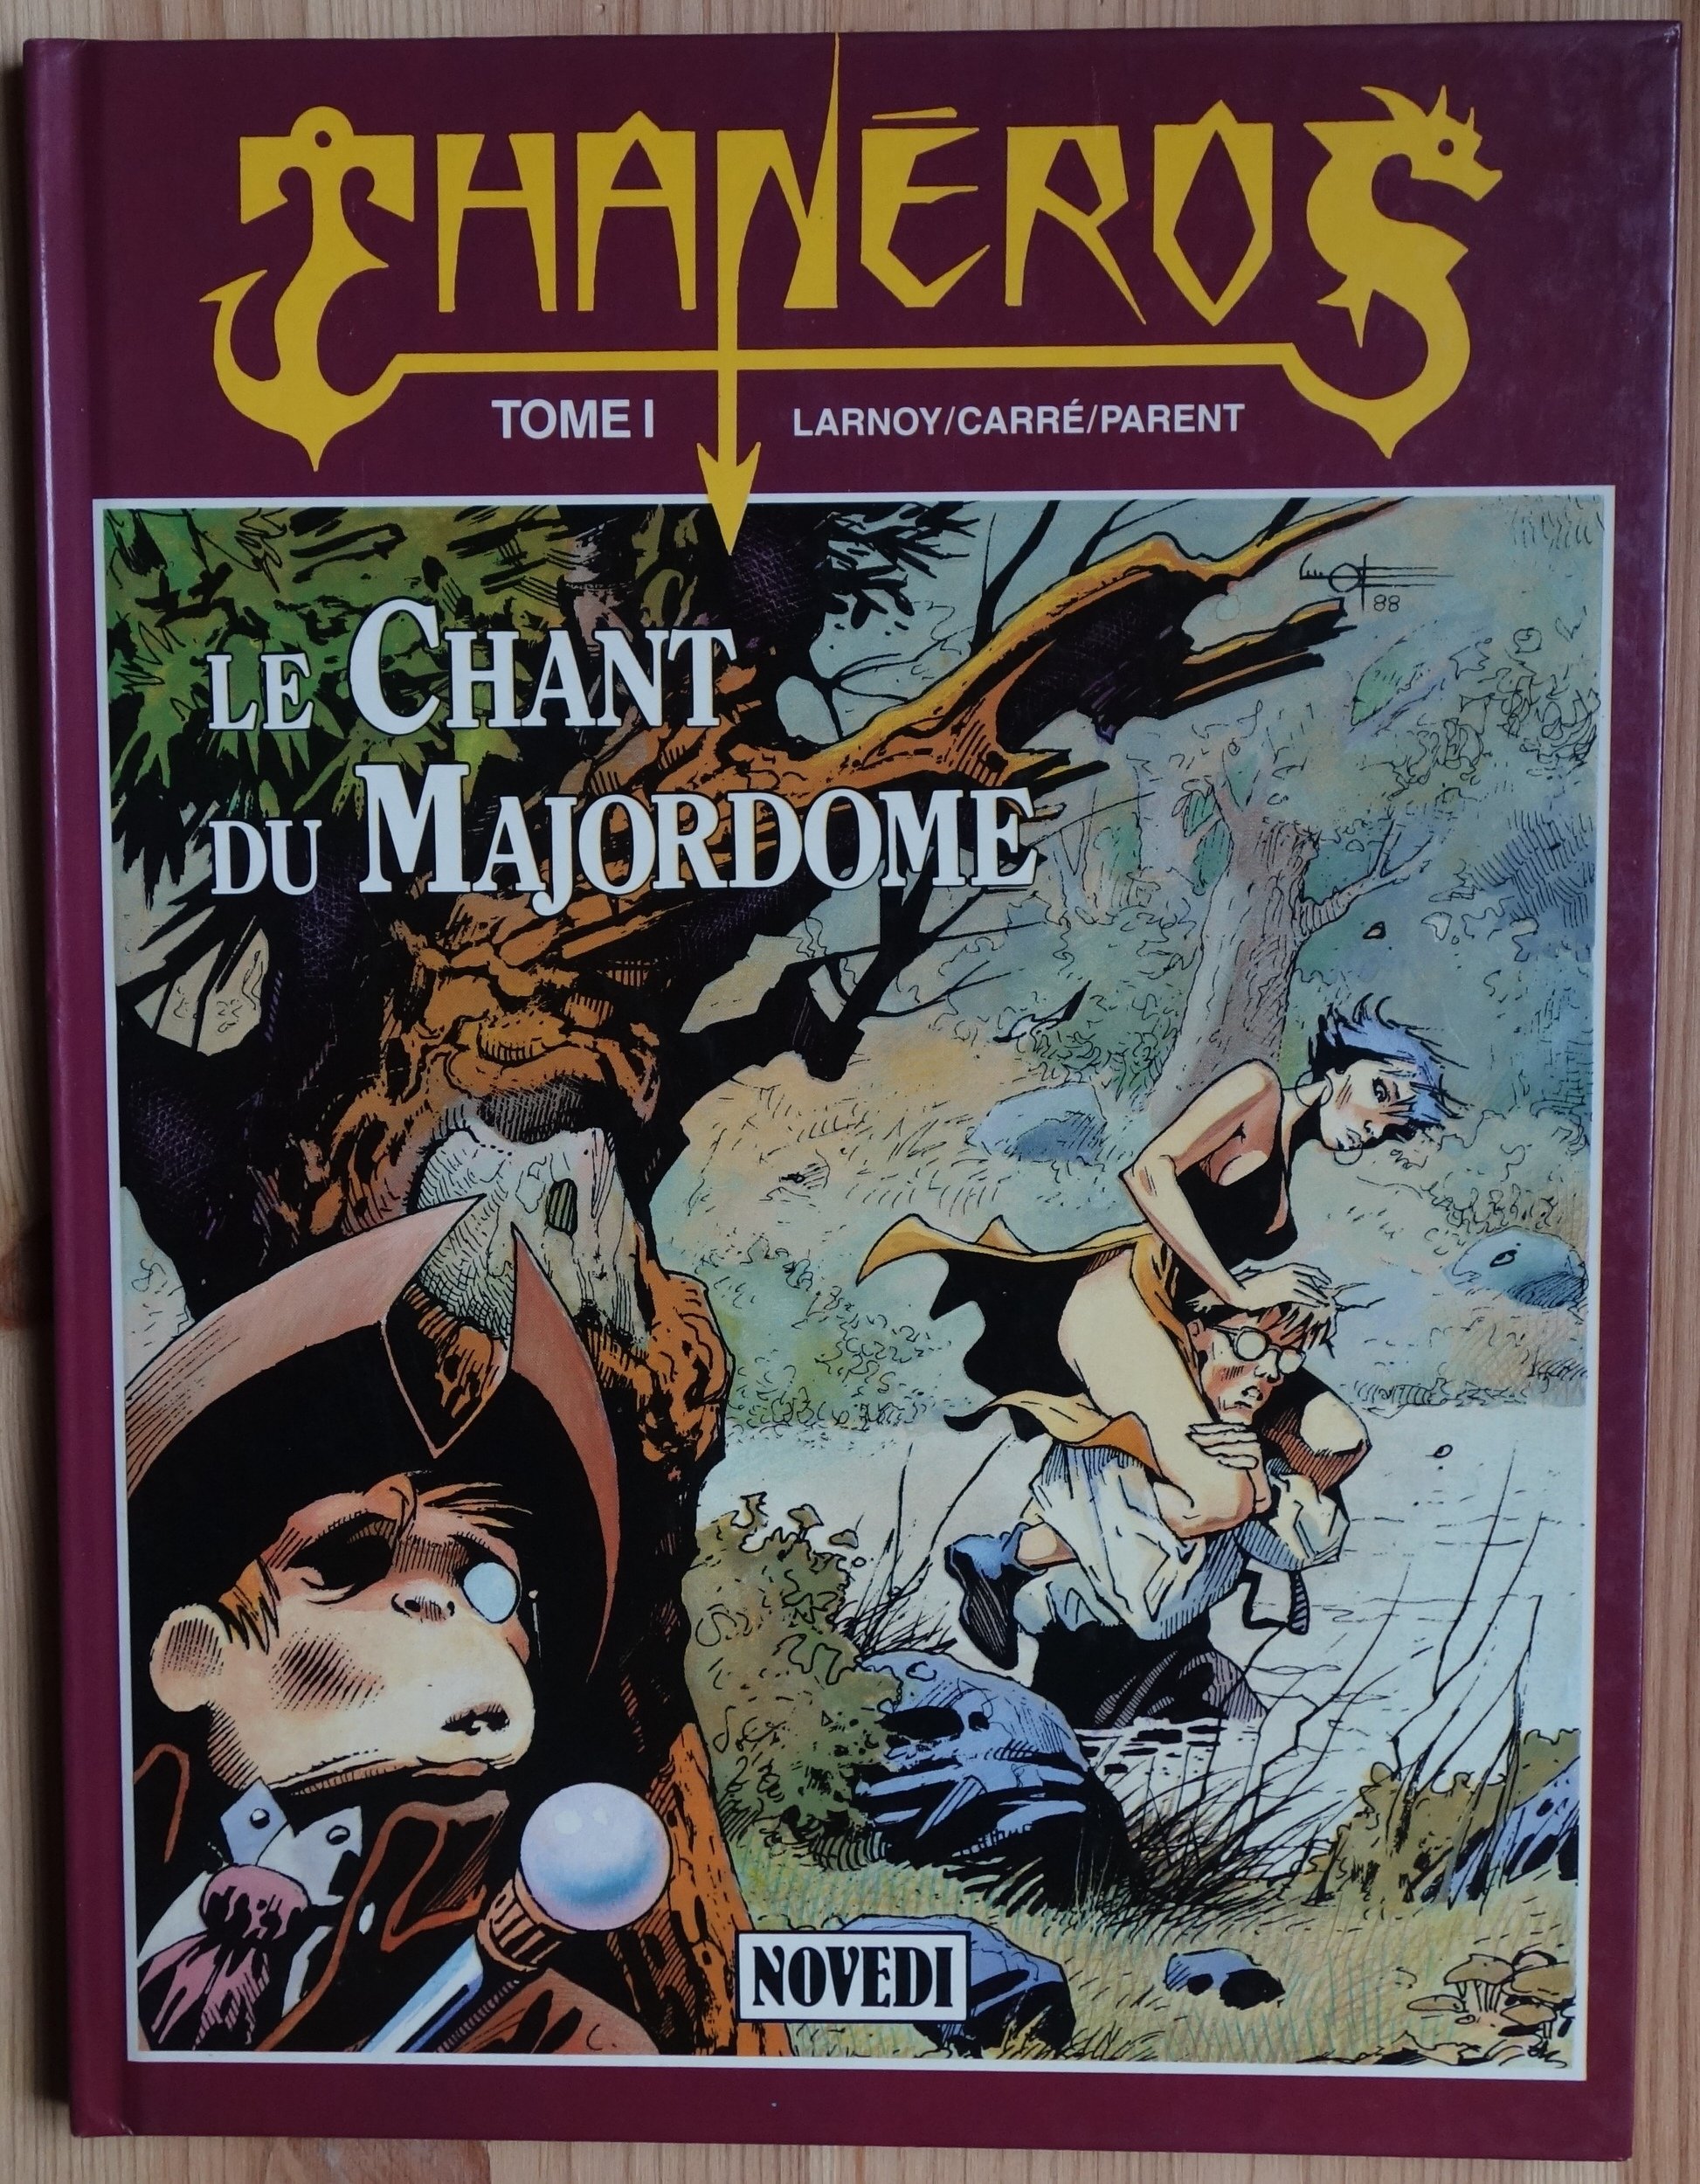 THANÉROS
TOME I
LARNOY/CARRÉ/PARENT
88
LE CHANT
DU MAJORDOME
NOVEDI